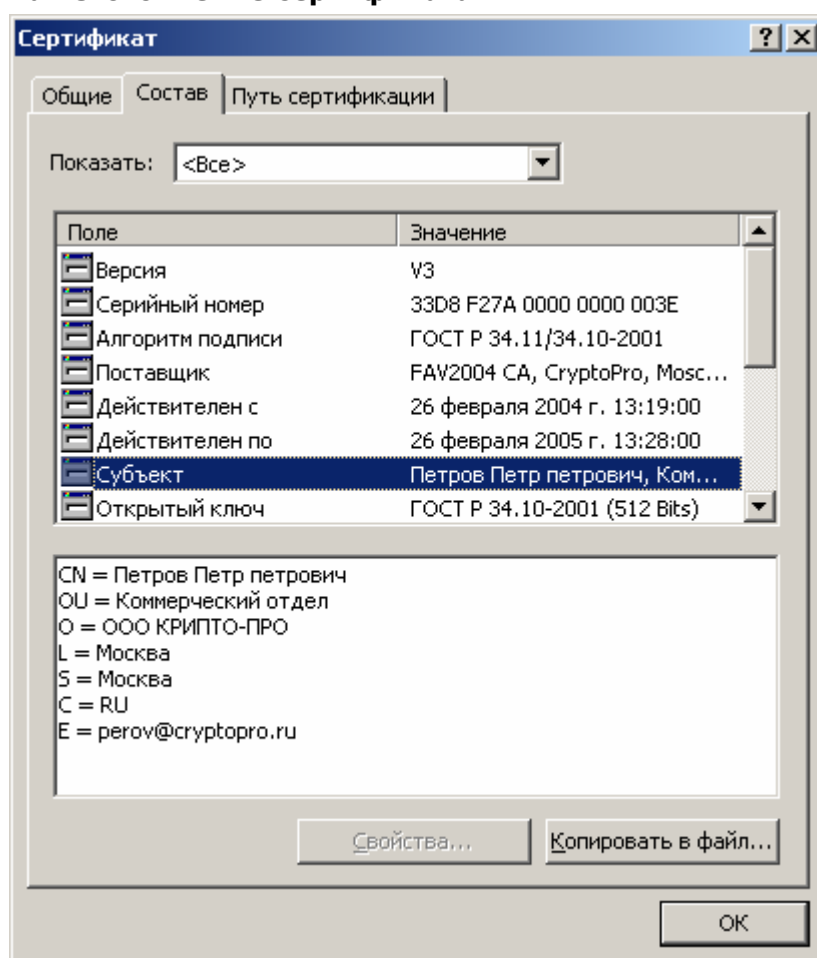 Сертификат
Общие Состав Путь сертификации
Показать: <Все>
Поле Значение
Версия V3
Серийный номер 33D8 F27A 0000 0000 003E
Алгоритм подписи ГОСТ Р 34.11/34.10-2001
Поставщик FAV2004 CA, CryptoPro, Mosc...
Действителен с 26 февраля 2004 г. 13:19:00
Действителен по 26 февраля 2005 г. 13:28:00
Субъект Петров Петр петрович, Ком...
Открытый ключ ГОСТ Р 34.10-2001 (512 Bits)
CN = Петров Петр петрович
OU = Коммерческий отдел
O = ООО КРИПТО-ПРО
L = Москва
S = Москва
C = RU
E = perov@cryptopro.ru
Свойства... Копировать в файл...
ОК